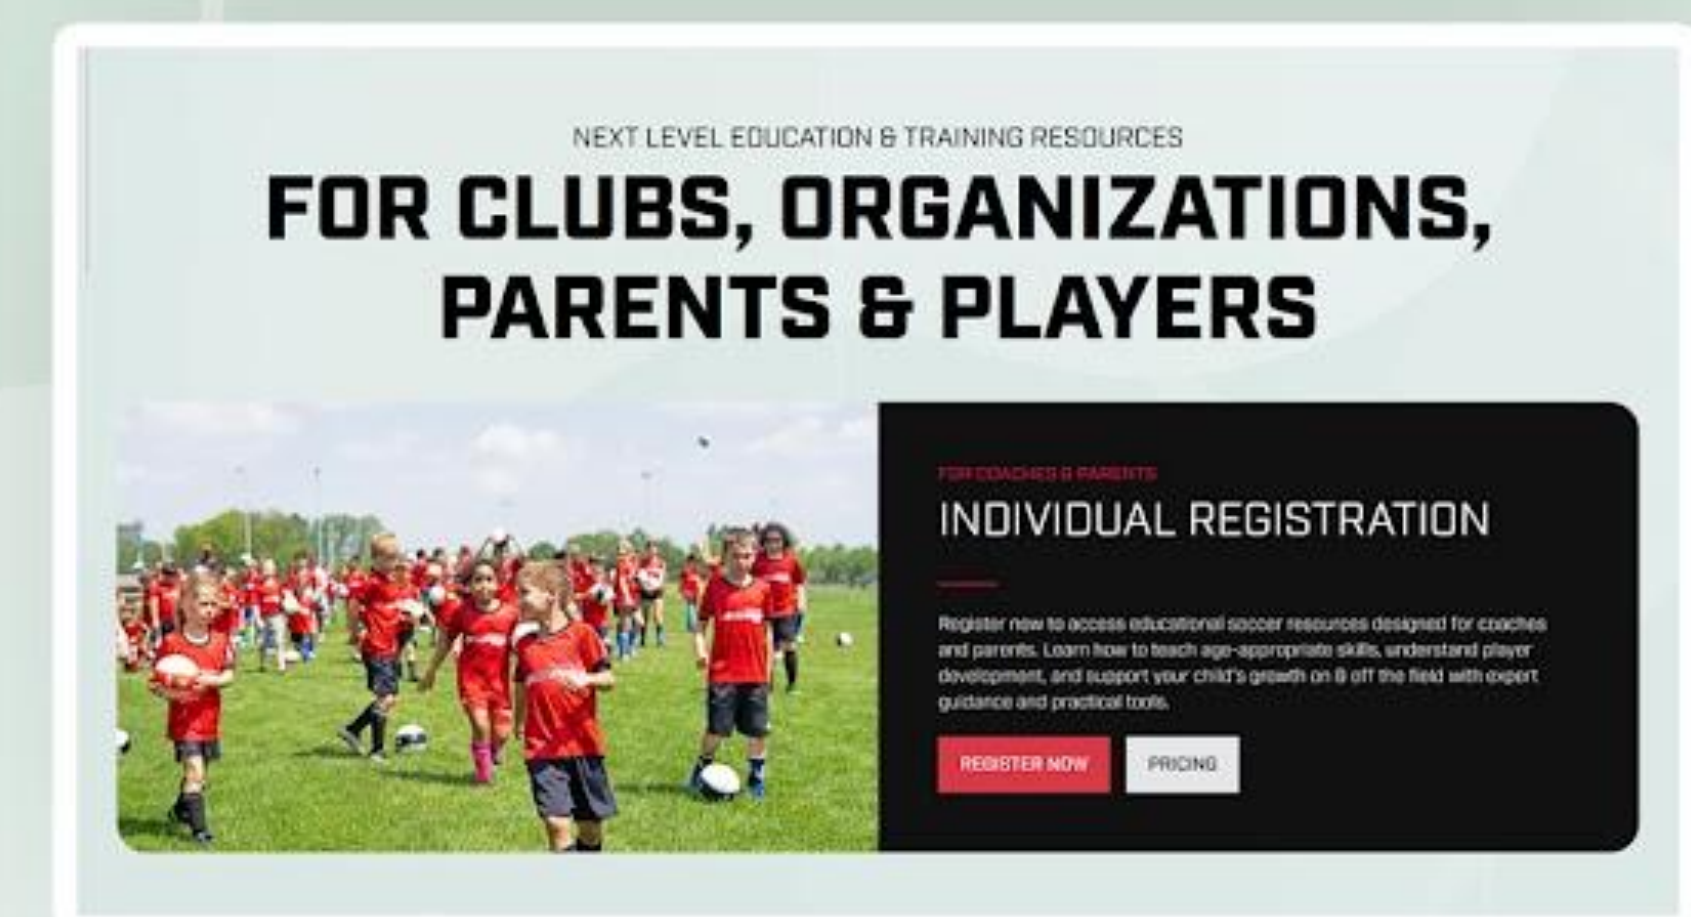 NEXT LEVEL EDUCATION & TRAINING RESOURCES
FOR CLUBS, ORGANIZATIONS,
PARENTS & PLAYERS
FOR COACHES & PARENTS
INDIVIDUAL REGISTRATION
Register now to access educational soccer resources designed for coaches
and parents. Learn how to teach age-appropriate skills, understand player
development, and support your child's growth on & off the field with expert
guidance and practical tools.
REGISTER NOW
PRICING